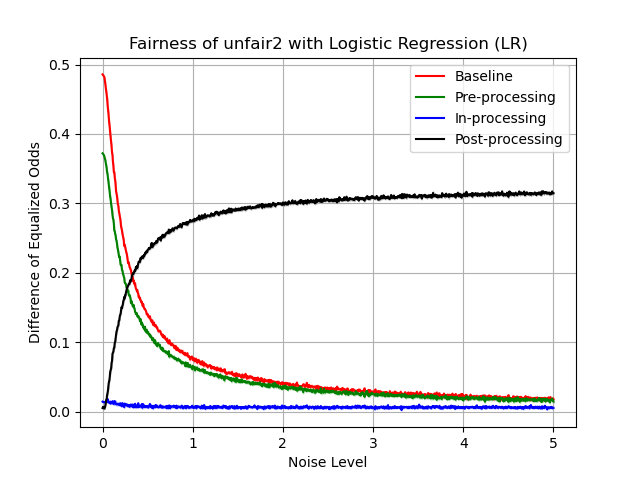 Fairness of unfair2 with Logistic Regression (LR)
Difference of Equalized Odds
0.5
0.4
0.3
0.2
0.1
0.0
Baseline
Pre-processing
In-processing
Post-processing
0 1 2 3 4 5
Noise Level